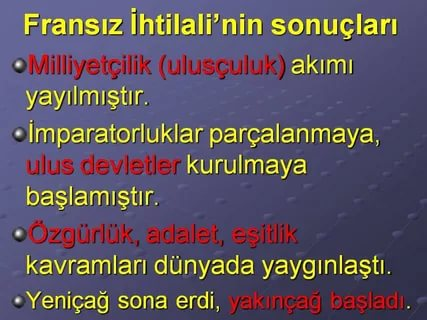 Fransız İhtilali’nin sonuçları
Milliyetçilik (ulusçuluk) akımı
yayılmıştır.
İmparatorluklar parçalanmaya,
ulus devletler kurulmaya
başlamıştır.
Özgürlük, adalet, eşitlik
kavramları dünyada yaygınlaştı.
Yeniçağ sona erdi, yakınçağ başladı.